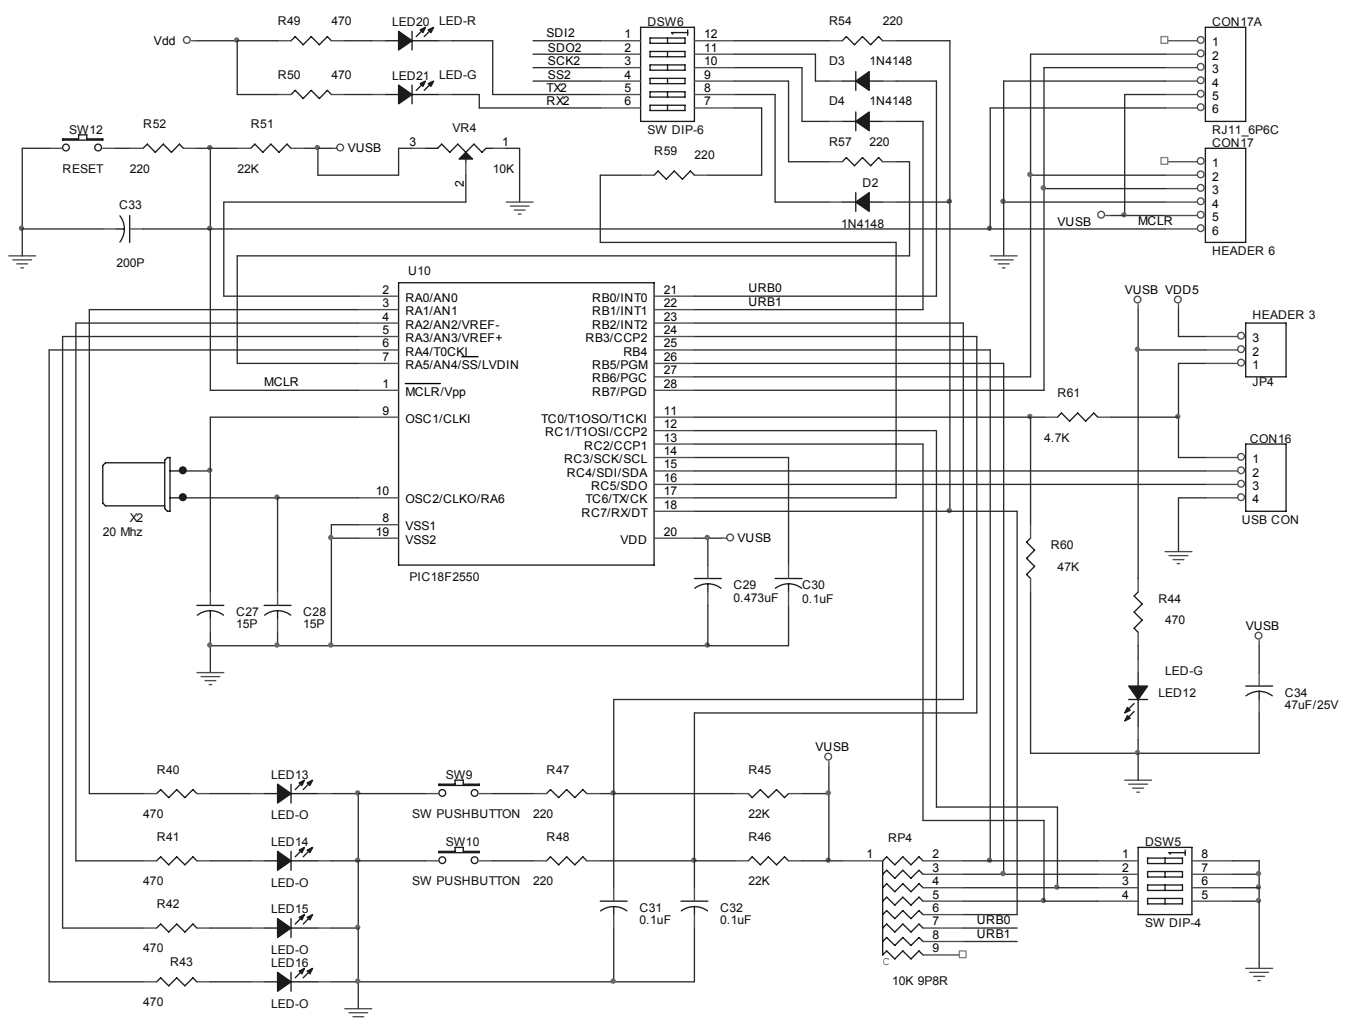 R49 470 LED20 LED-R
Vdd
R50 470 LED21 LED-G
DSW6
SDI2 1 12
SDO2 2 11
SCK2 3 10
SS2 4 9
TX2 5 8
RX2 6 7
SW DIP-6
R54 220
D3 1N4148
D4 1N4148
R57 220
D2
1N4148
R59 220
CON17A
1
2
3
4
5
6
RJ11_6P6C
CON17
1
2
3
4
5
6
VUSB MCLR
HEADER 6
SW12 R52 R51
VUSB
RESET 220 22K
3 VR4 1
10K
2
C33
200P
U10
2 RA0/AN0
3 RA1/AN1
4 RA2/AN2/VREF-
5 RA3/AN3/VREF+
6 RA4/T0CKI
7 RA5/AN4/SS/LVDIN
MCLR 1 MCLR/Vpp
9 OSC1/CLKI
10 OSC2/CLKO/RA6
8 VSS1
19 VSS2
RB0/INT0 21 URB0
RB1/INT1 22 URB1
RB2/INT2 23
RB3/CCP2 24
RB4 25
RB5/PGM 26
RB6/PGC 27
RB7/PGD 28
TC0/T1OSO/T1CKI 11
RC1/T1OSI/CCP2 12
RC2/CCP1 13
RC3/SCK/SCL 14
RC4/SDI/SDA 15
RC5/SDO 16
TC6/TX/CK 17
RC7/RX/DT 18
VDD 20 VUSB
PIC18F2550
X2
20 Mhz
C27
15P
C28
15P
C29
0.473uF
C30
0.1uF
VUSB VDD5
HEADER 3
3
2
1
JP4
R61
4.7K
CON16
1
2
3
4
USB CON
R60
47K
R44
470
LED-G
LED12
VUSB
C34
47uF/25V
R40 LED13
470 LED-O
R41 LED14
470 LED-O
R42 LED15
470 LED-O
R43 LED16
470 LED-O
SW9 R47 R45
SW PUSHBUTTON 220 22K
SW10 R48 R46
SW PUSHBUTTON 220 22K
VUSB
C31
0.1uF
C32
0.1uF
RP4
1 2
3
4
5
6
7 URB0
8 URB1
9
C
10K 9P8R
DSW5
1 8
2 7
3 6
4 5
SW DIP-4